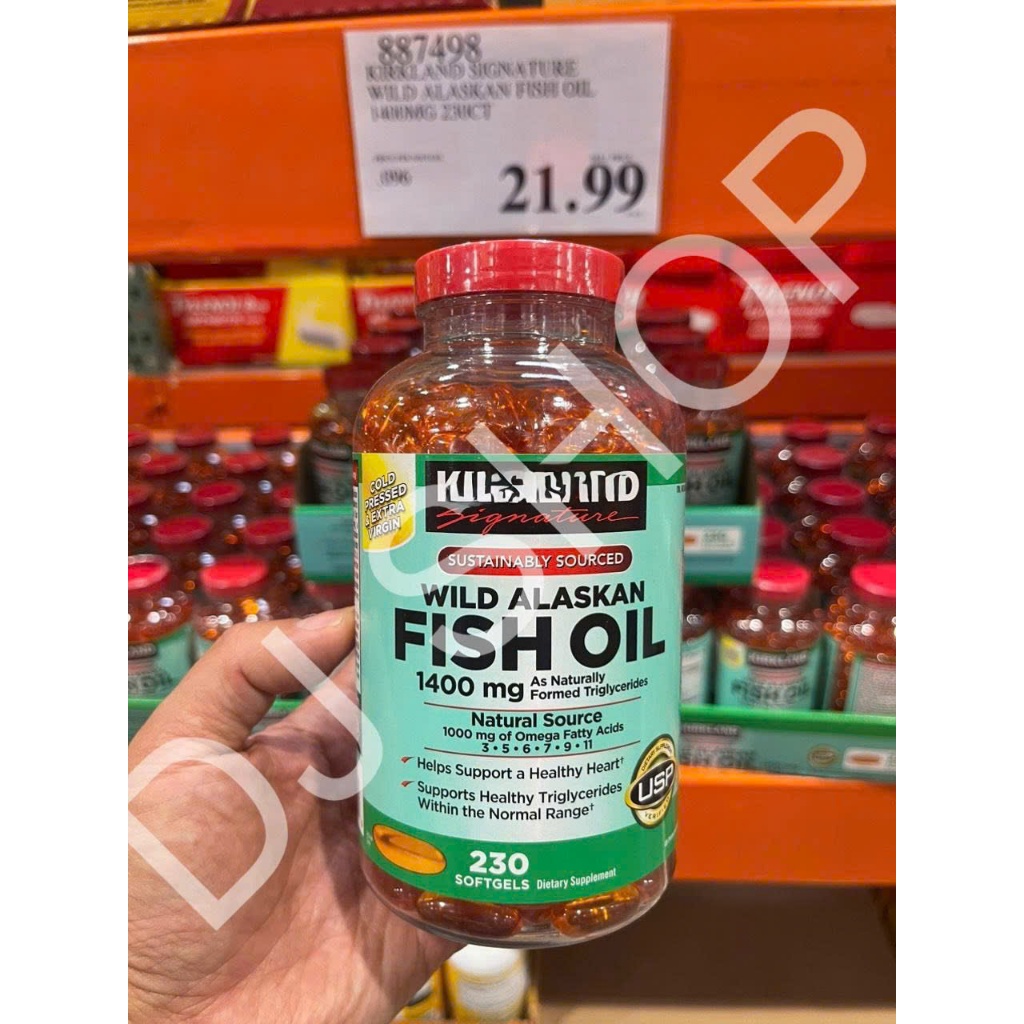 887498
KIRKLAND SIGNATURE
WILD ALASKAN FISH OIL
230CT
.096
21.99
COLD
PRESSED
& EXTRA
VIRGIN
Signature
SUSTAINABLY SOURCED
WILD ALASKAN
FISH OIL
1400 mg As Naturally
Formed Triglycerides
Natural Source
1000 mg of Omega Fatty Acids
3 • 5 • 6 • 7 • 9 • 11
Helps Support a Healthy Heart†
Supports Healthy Triglycerides
Within the Normal Range†
USP
230
SOFTGELS Dietary Supplement
KIRKLAND
FISH OIL
DJ SHOP